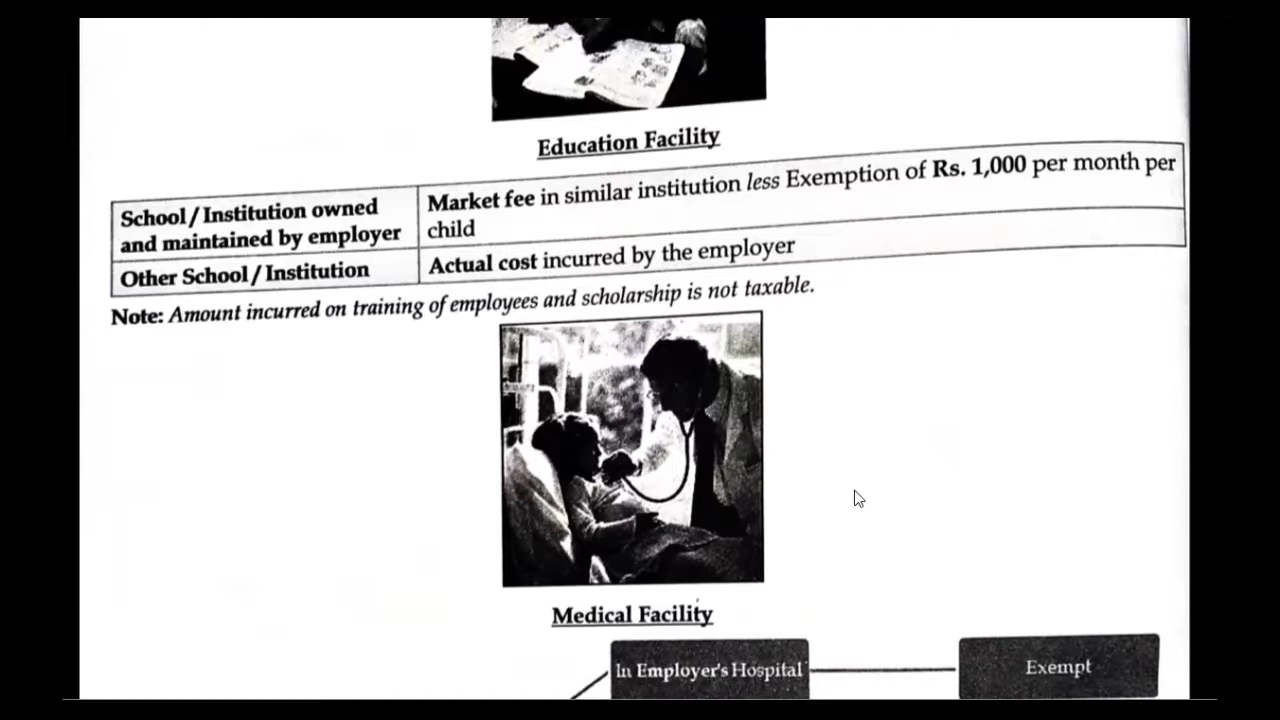 Education Facility
School / Institution owned
and maintained by employer
Market fee in similar institution less Exemption of Rs. 1,000 per month per
child
Other School / Institution
Actual cost incurred by the employer
Note: Amount incurred on training of employees and scholarship is not taxable.
Medical Facility
In Employer's Hospital
Exempt